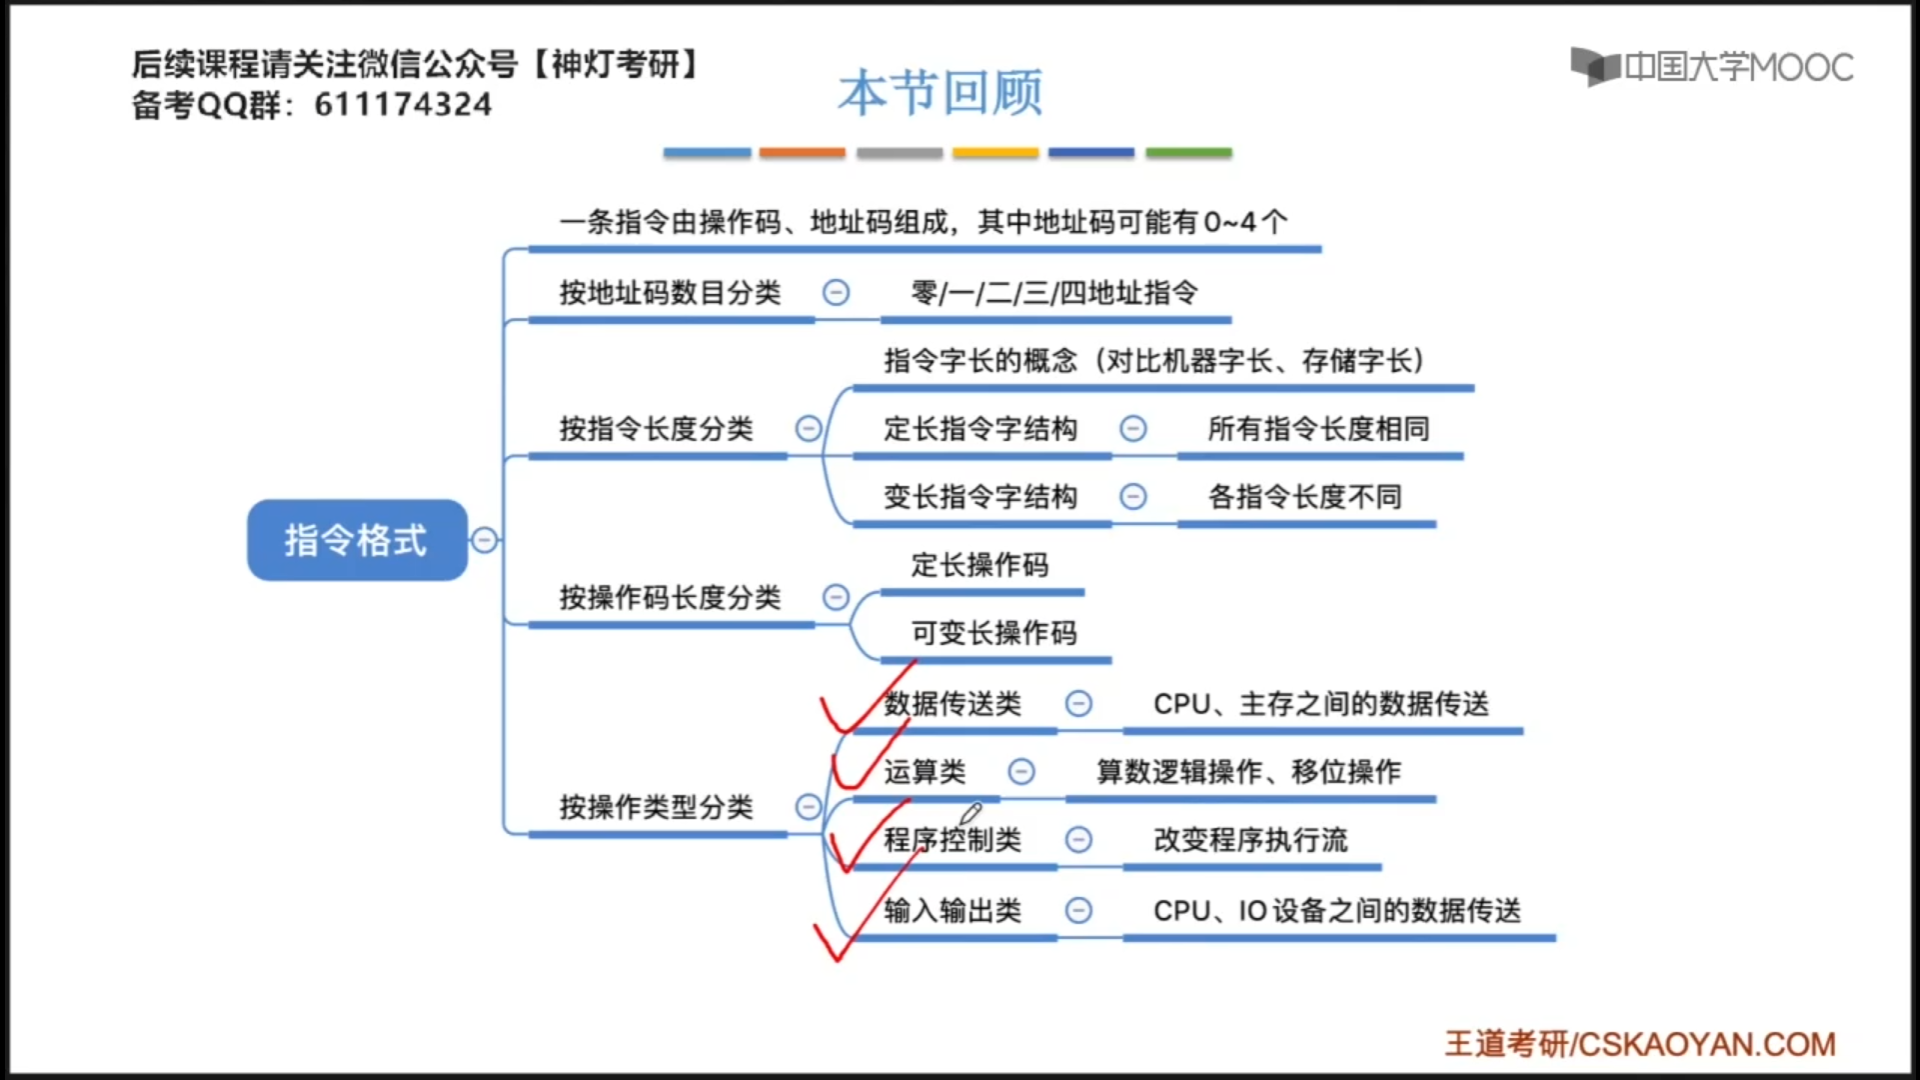 后续课程请关注微信公众号【神灯考研】
备考QQ群：611174324
本节回顾
中国大学MOOC
指令格式
一条指令由操作码、地址码组成，其中地址码可能有0~4个
按地址码数目分类
零/一/二/三/四地址指令
按指令长度分类
指令字长的概念（对比机器字长、存储字长）
定长指令字结构
所有指令长度相同
变长指令字结构
各指令长度不同
按操作码长度分类
定长操作码
可变长操作码
按操作类型分类
数据传送类
CPU、主存之间的数据传送
运算类
算数逻辑操作、移位操作
程序控制类
改变程序执行流
输入输出类
CPU、IO设备之间的数据传送
王道考研/CSKAOYAN.COM